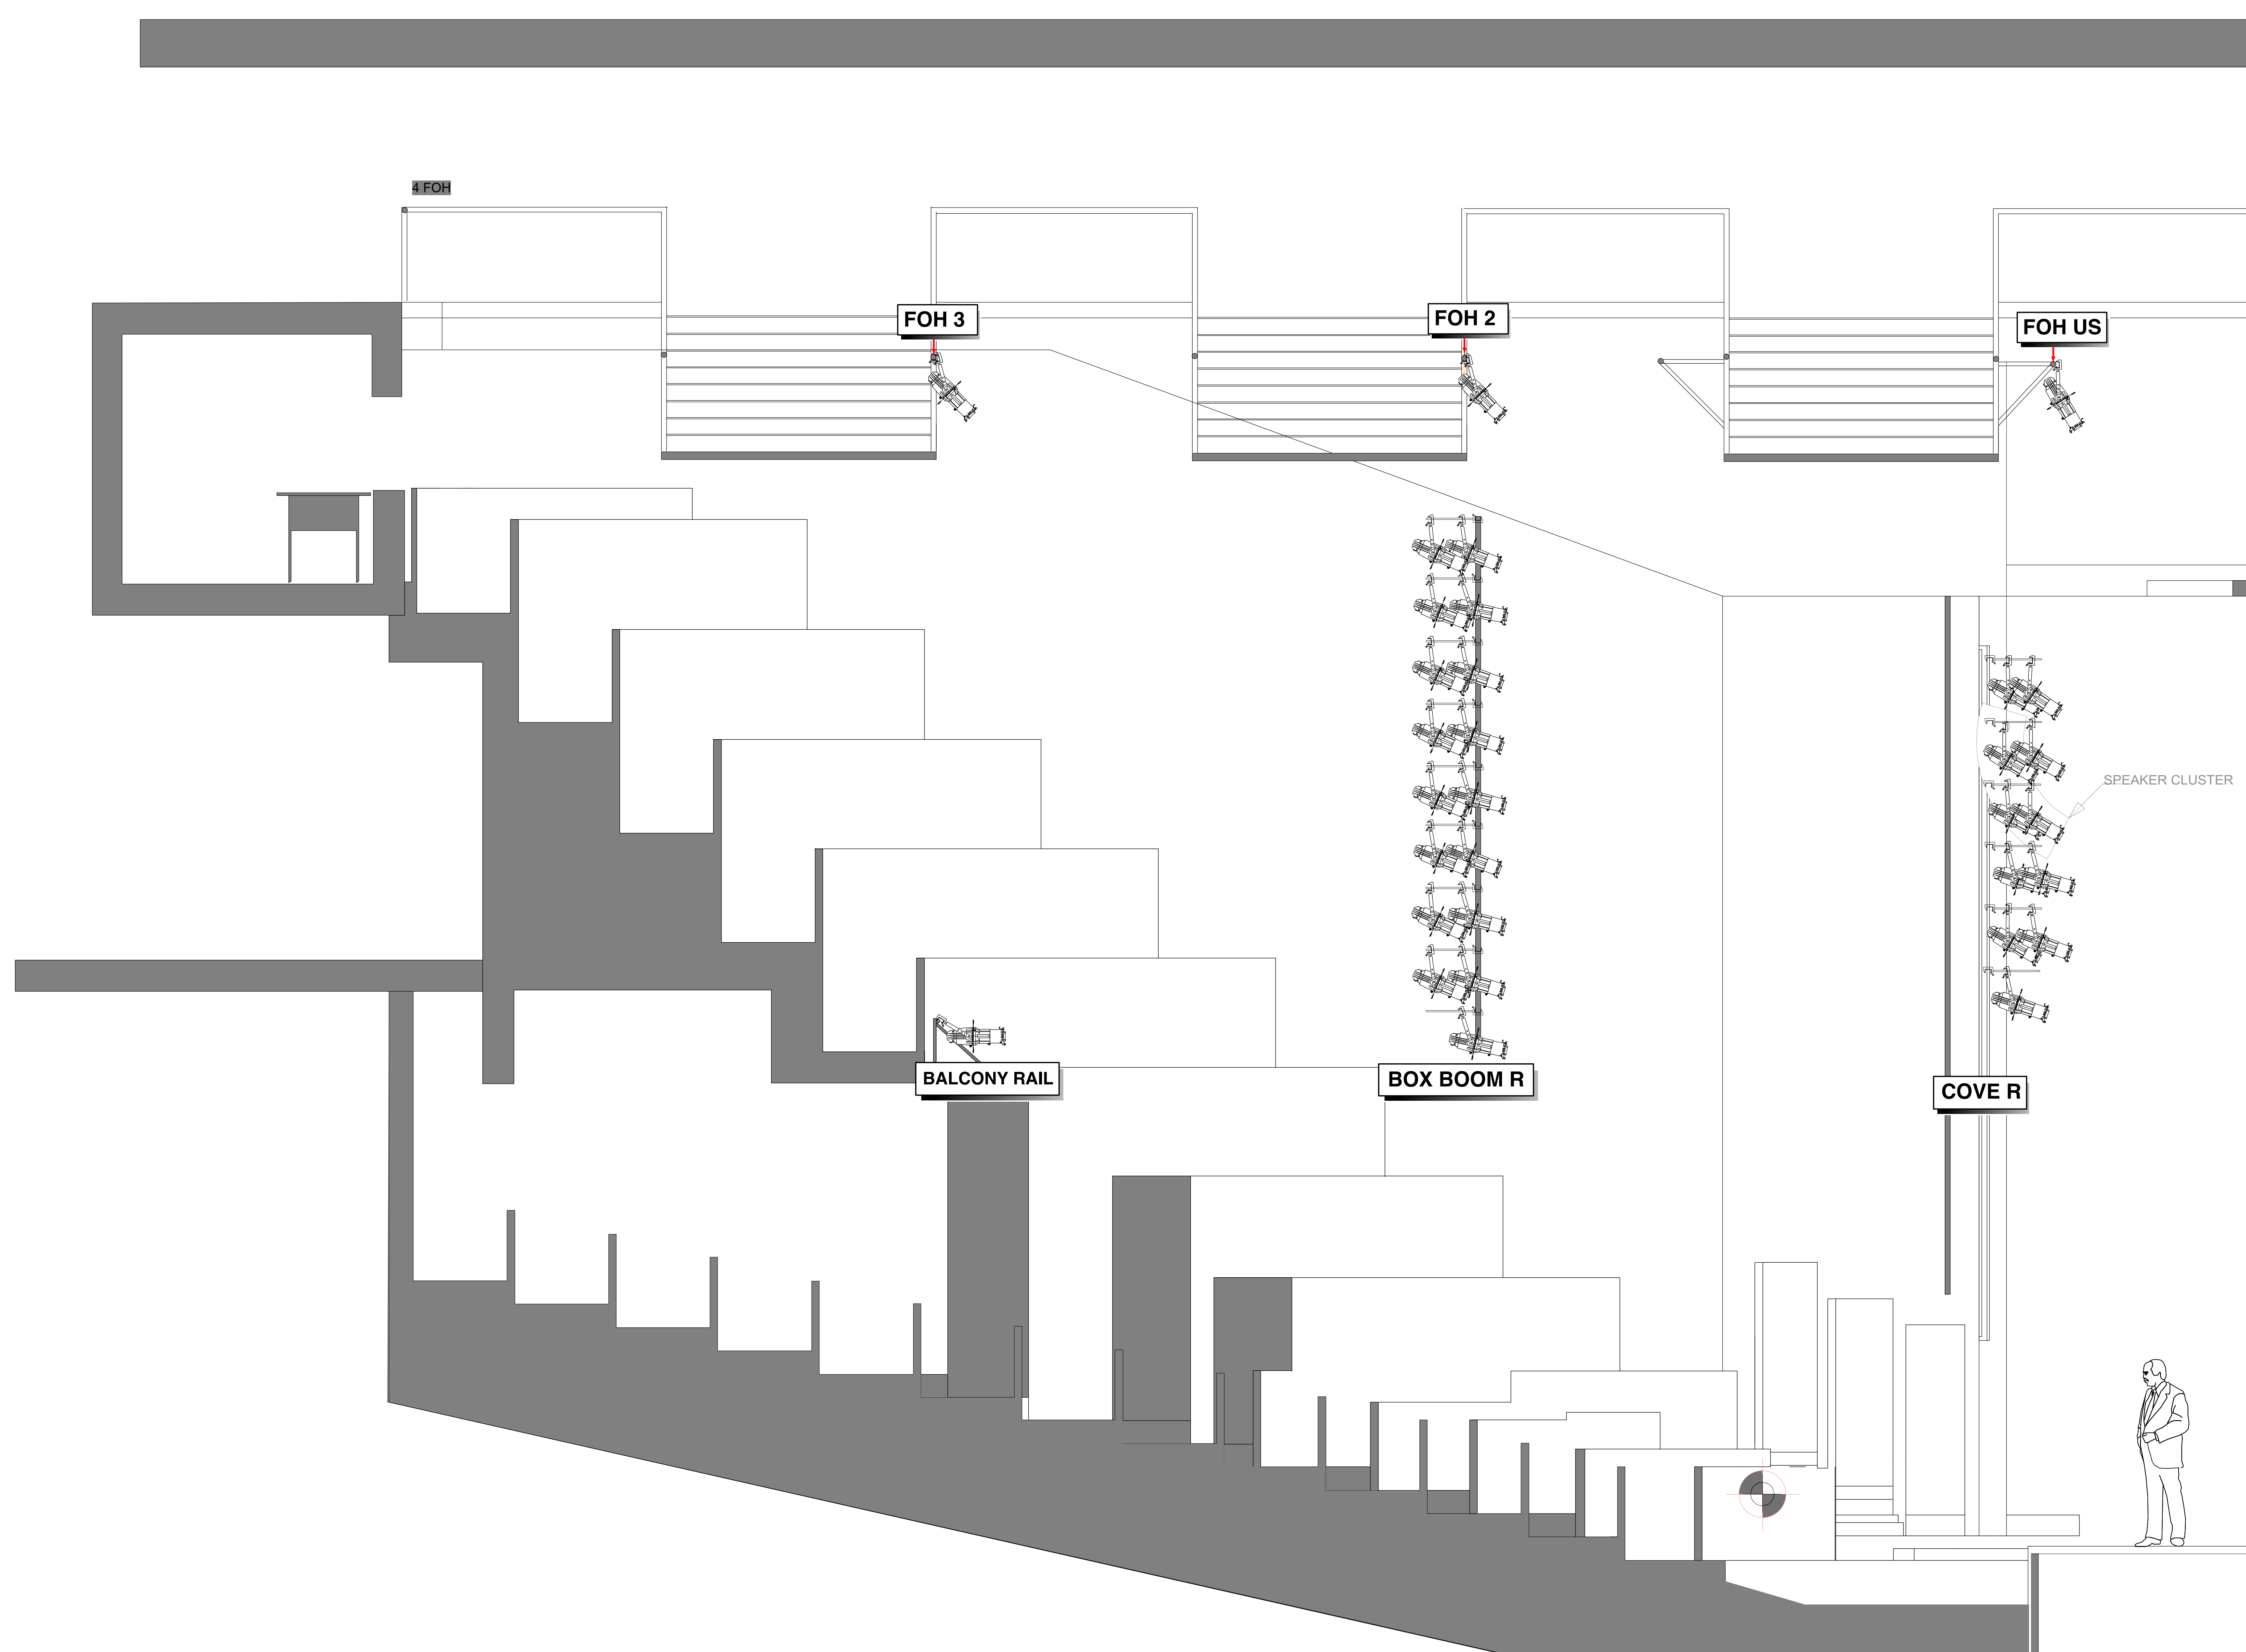 4 FOH
FOH 3
FOH 2
FOH US
SPEAKER CLUSTER
BALCONY RAIL
BOX BOOM R
COVE R